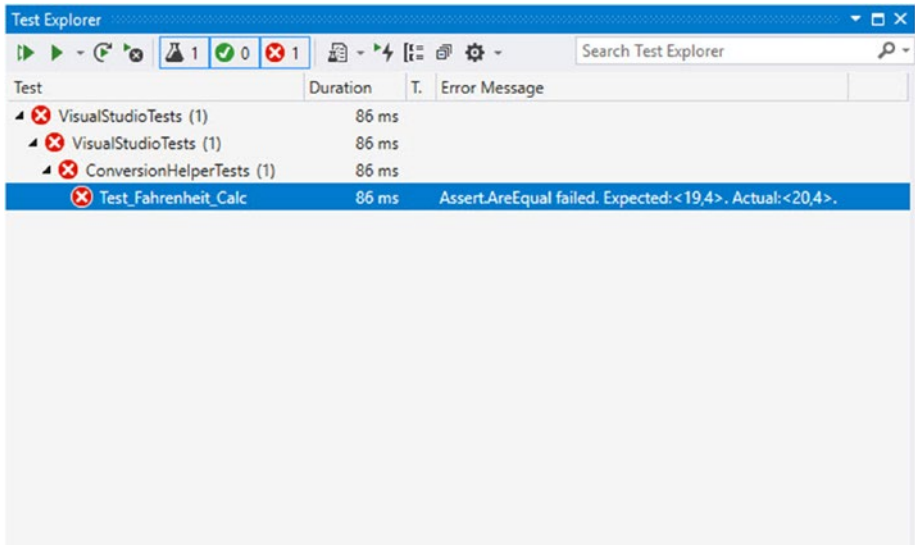 Test Explorer
1 0 1 Search Test Explorer
Test Duration T. Error Message
VisualStudioTests (1) 86 ms
VisualStudioTests (1) 86 ms
ConversionHelperTests (1) 86 ms
Test_Fahrenheit_Calc 86 ms Assert.AreEqual failed. Expected:<19,4>. Actual:<20,4>.